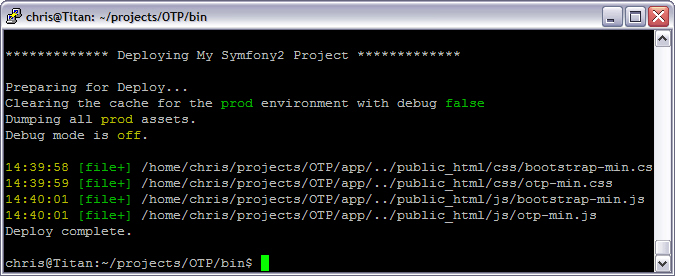 chris@Titan: ~/projects/OTP/bin
************* Deploying My Symfony2 Project *************
Preparing for Deploy...
Clearing the cache for the prod environment with debug false
Dumping all prod assets.
Debug mode is off.
14:39:58 [file+] /home/chris/projects/OTP/app/../public_html/css/bootstrap-min.cs
14:39:59 [file+] /home/chris/projects/OTP/app/../public_html/css/otp-min.css
14:40:01 [file+] /home/chris/projects/OTP/app/../public_html/js/bootstrap-min.js
14:40:01 [file+] /home/chris/projects/OTP/app/../public_html/js/otp-min.js
Deploy complete.
chris@Titan:~/projects/OTP/bin$